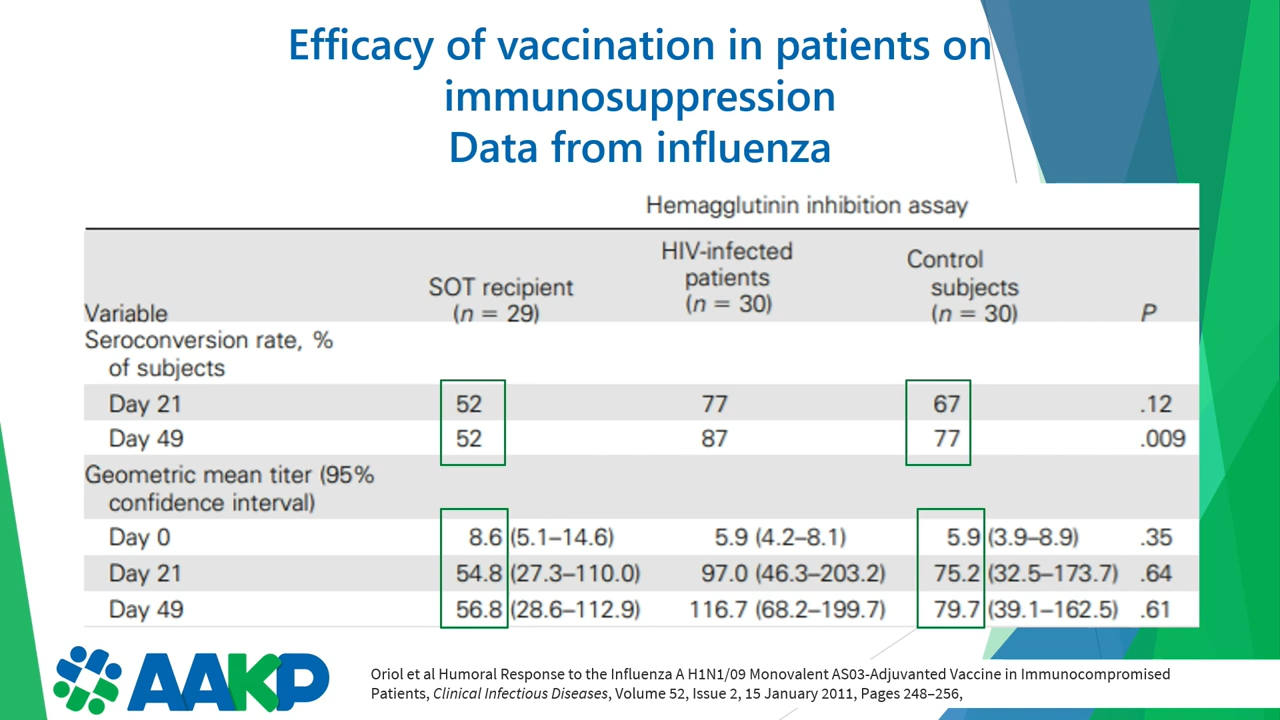 Efficacy of vaccination in patients on
immunosuppression
Data from influenza
Hemagglutinin inhibition assay
Variable
SOT recipient
(n = 29)
HIV-infected
patients
(n = 30)
Control
subjects
(n = 30)
P
Seroconversion rate, %
of subjects
Day 21 52 77 67 .12
Day 49 52 87 77 .009
Geometric mean titer (95%
confidence interval)
Day 0 8.6 (5.1–14.6) 5.9 (4.2–8.1) 5.9 (3.9–8.9) .35
Day 21 54.8 (27.3–110.0) 97.0 (46.3–203.2) 75.2 (32.5–173.7) .64
Day 49 56.8 (28.6–112.9) 116.7 (68.2–199.7) 79.7 (39.1–162.5) .61
AAKP
Oriol et al Humoral Response to the Influenza A H1N1/09 Monovalent AS03-Adjuvanted Vaccine in Immunocompromised
Patients, Clinical Infectious Diseases, Volume 52, Issue 2, 15 January 2011, Pages 248–256,